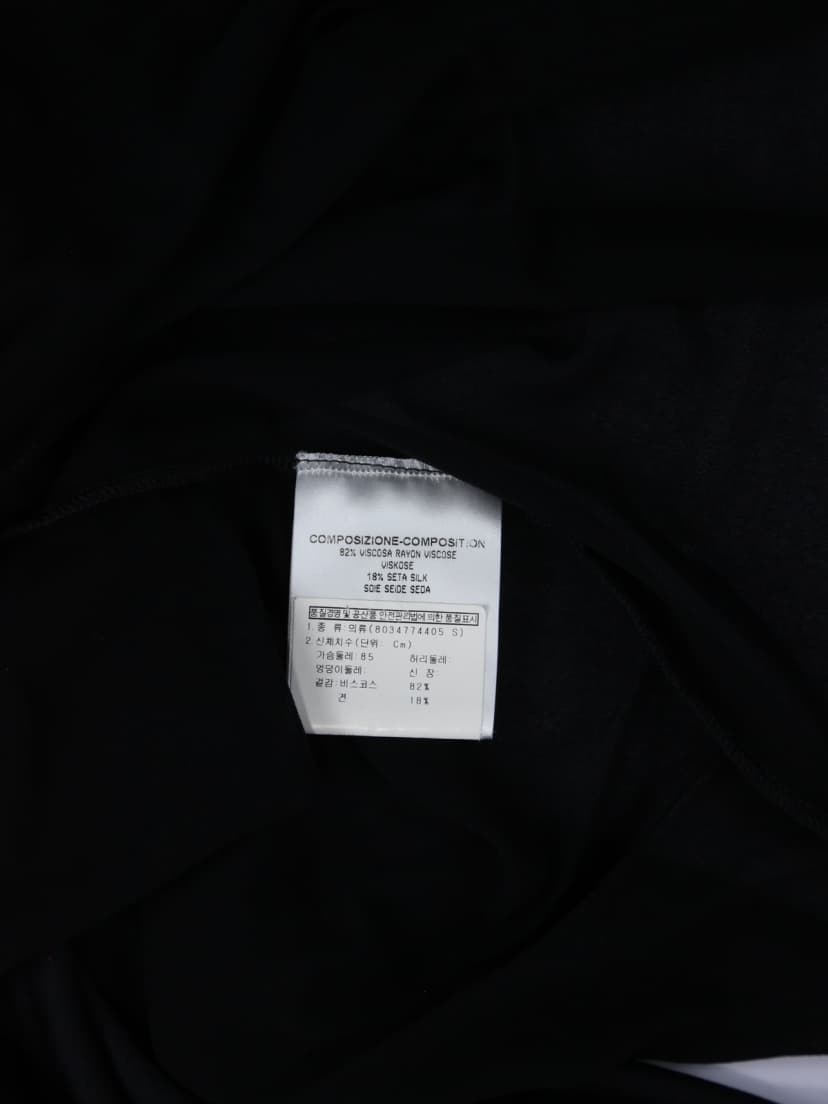 COMPOSIZIONE-COMPOSITION
82% VISCOSA RAYON VISCOSE
VISKOSE
18% SETA SILK
SOIE SEIDE SEDA
품질경영 및 공산품 안전관리법에 의한 품질표시
1. 종 류:의류(8034774405 S)
2. 신체치수(단위: Cm)
가슴둘레:85 허리둘레:
엉덩이둘레: 신 장:
겉감:비스코스 82%
견 18%